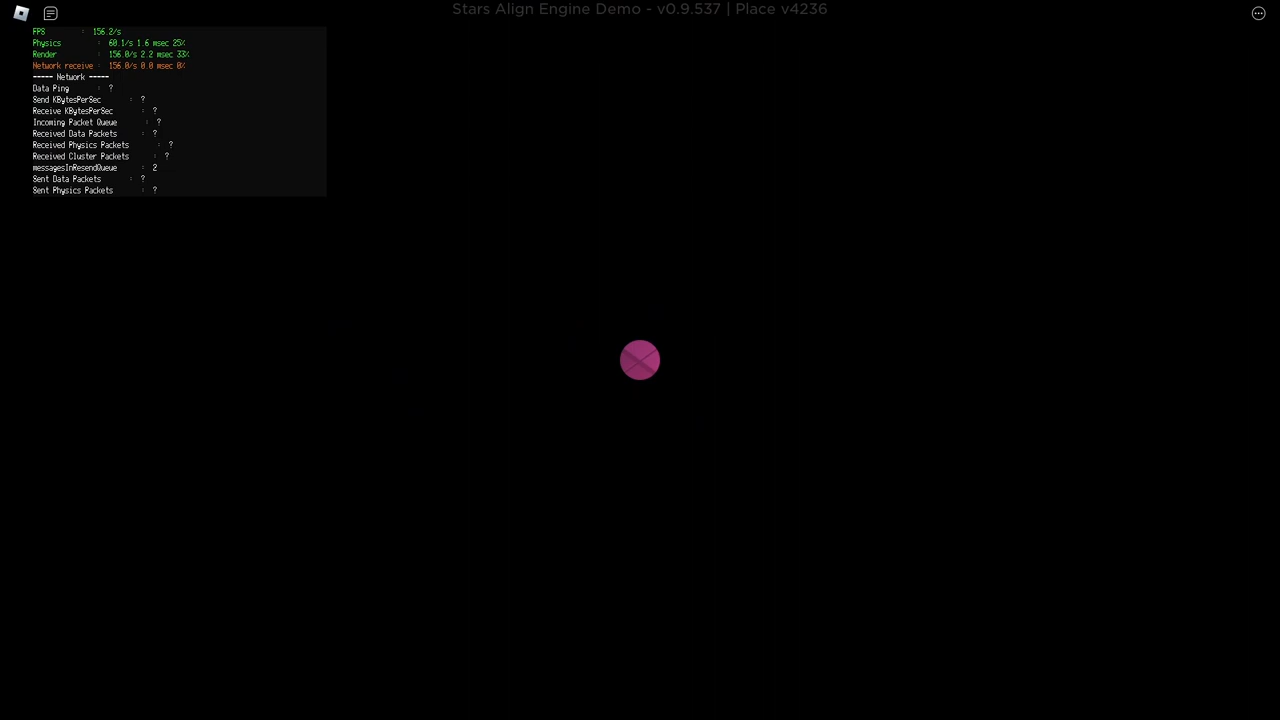 Stars Align Engine Demo - v0.9.537 | Place v4236
FPS : 156.2/s
Physics : 60.1/s 1.6 msec 25%
Render : 156.0/s 2.2 msec 33%
Network receive : 156.0/s 0.0 msec 0%
----- Network -----
Data Ping : ?
Send KBytesPerSec : ?
Receive KBytesPerSec : ?
Incoming Packet Queue : ?
Received Data Packets : ?
Received Physics Packets : ?
Received Cluster Packets : ?
messagesInResendQueue : 2
Sent Data Packets : ?
Sent Physics Packets : ?